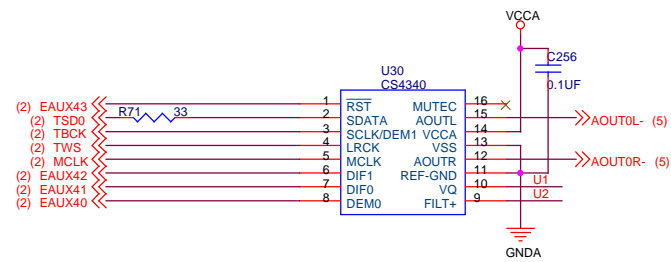 VCCA
C256
0.1UF
U30
CS4340
(2) EAUX43 1 RST MUTEC 16
(2) TSD0 R71 33 2 SDATA AOUTL 15 AOUT0L- (5)
(2) TBCK 3 SCLK/DEM1 VCCA 14
(2) TWS 4 LRCK VSS 13
(2) MCLK 5 MCLK AOUTR 12 AOUT0R- (5)
(2) EAUX42 6 DIF1 REF-GND 11
(2) EAUX41 7 DIF0 VQ 10 U1
(2) EAUX40 8 DEM0 FILT+ 9 U2
GNDA